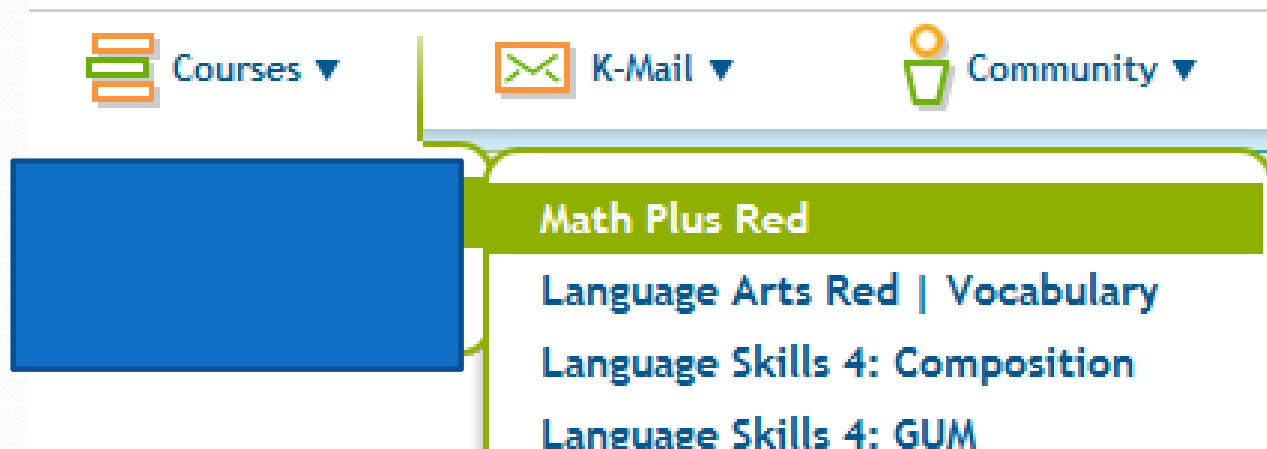 Courses ▼ K-Mail ▼ Community ▼
Math Plus Red
Language Arts Red | Vocabulary
Language Skills 4: Composition
Language Skills 4: GUM